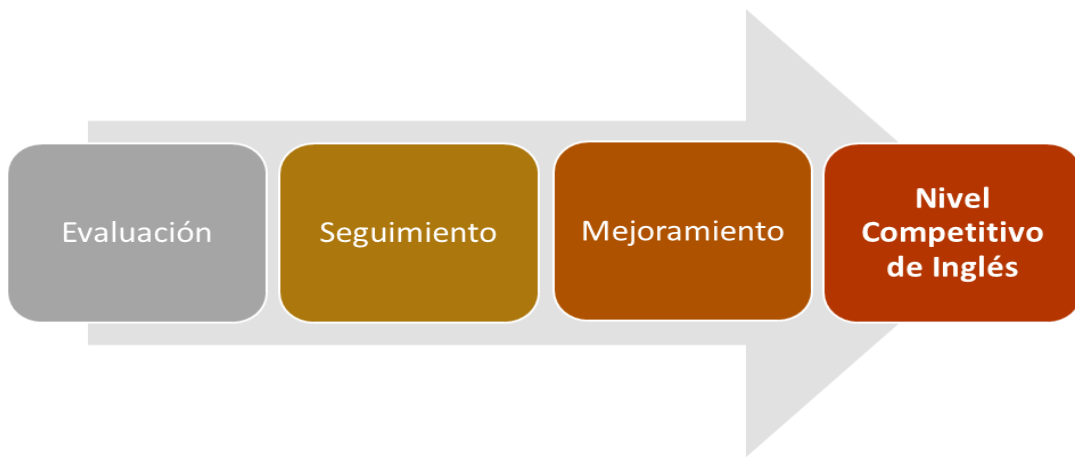 Evaluación
Seguimiento
Mejoramiento
Nivel
Competitivo
de Inglés